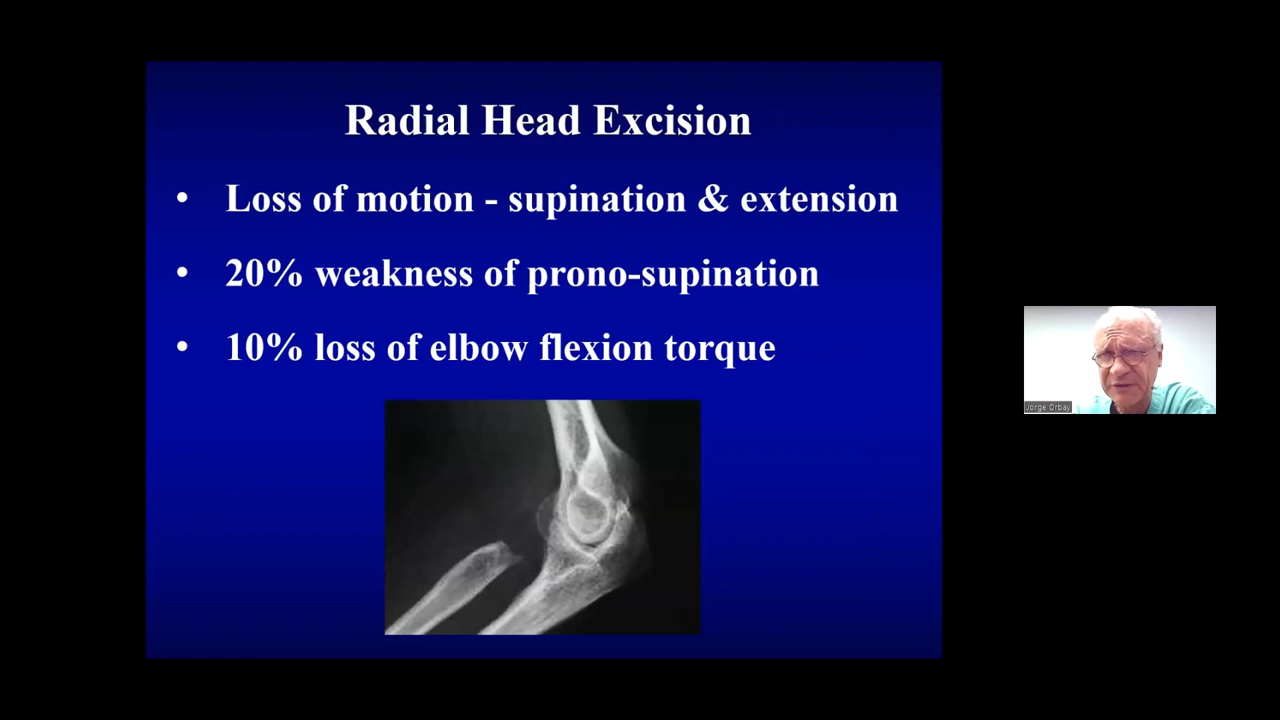 Radial Head Excision
• Loss of motion - supination & extension
• 20% weakness of prono-supination
• 10% loss of elbow flexion torque
Jorge Orbay